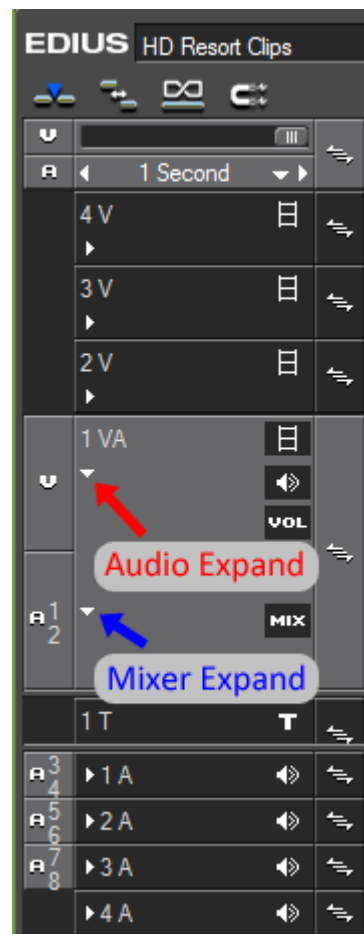 EDIUS HD Resort Clips
V
A 1 Second
4 V
3 V
2 V
1 VA
V
VOL
Audio Expand
A 1 2 MIX
Mixer Expand
1 T T
A 3 4 1 A
A 5 6 2 A
A 7 8 3 A
4 A